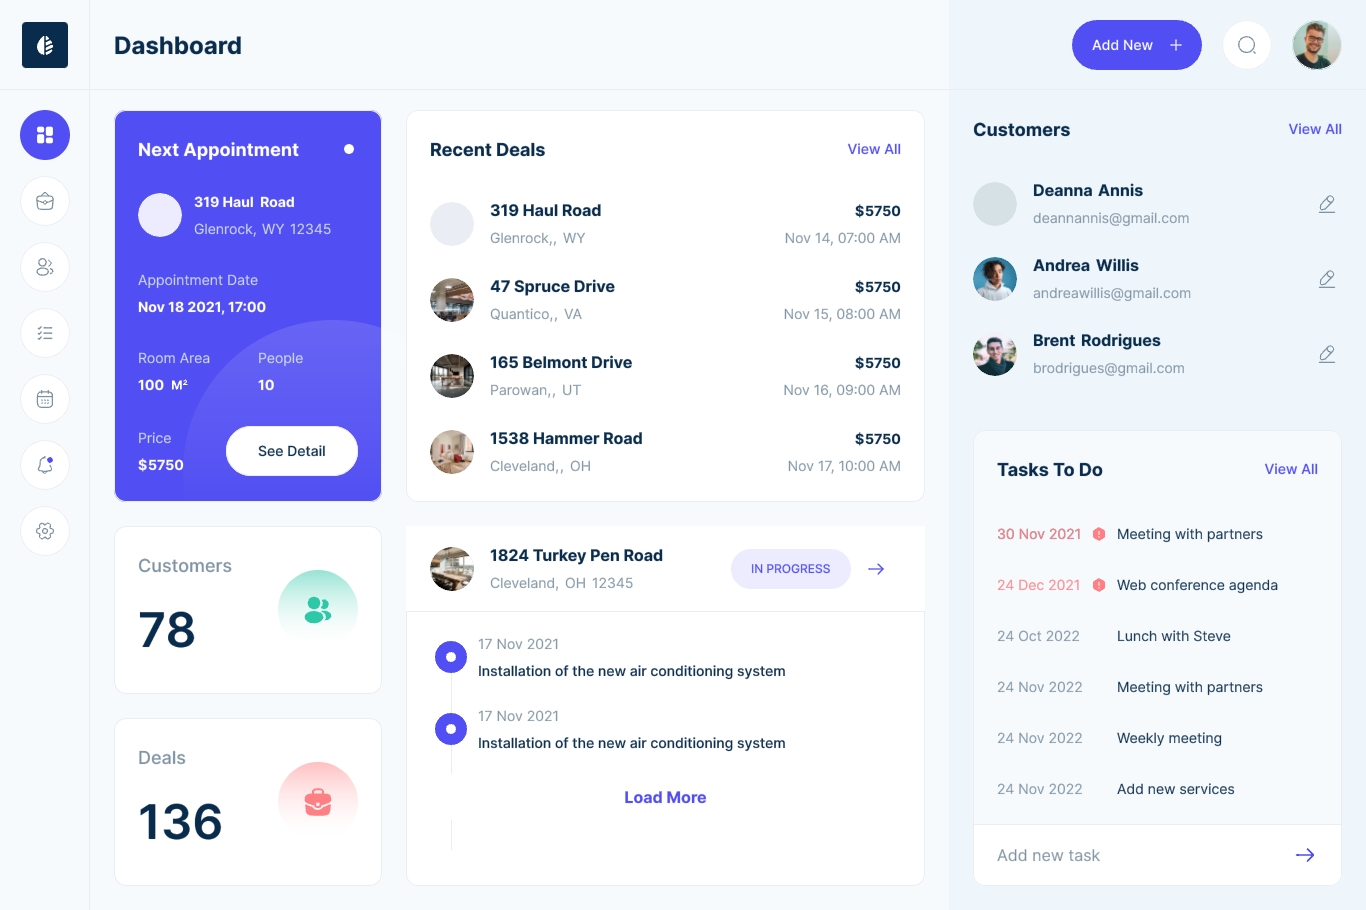 Dashboard
Add New
Next Appointment
319 Haul Road
Glenrock, WY 12345
Appointment Date
Nov 18 2021, 17:00
Room Area
People
100 M²
10
Price
$5750
See Detail
Recent Deals
View All
319 Haul Road
$5750
Glenrock,, WY
Nov 14, 07:00 AM
47 Spruce Drive
$5750
Quantico,, VA
Nov 15, 08:00 AM
165 Belmont Drive
$5750
Parowan,, UT
Nov 16, 09:00 AM
1538 Hammer Road
$5750
Cleveland,, OH
Nov 17, 10:00 AM
Customers
78
Deals
136
1824 Turkey Pen Road
Cleveland, OH 12345
IN PROGRESS
17 Nov 2021
Installation of the new air conditioning system
17 Nov 2021
Installation of the new air conditioning system
Load More
Customers
View All
Deanna Annis
deannannis@gmail.com
Andrea Willis
andreawillis@gmail.com
Brent Rodrigues
brodrigues@gmail.com
Tasks To Do
View All
30 Nov 2021 Meeting with partners
24 Dec 2021 Web conference agenda
24 Oct 2022 Lunch with Steve
24 Nov 2022 Meeting with partners
24 Nov 2022 Weekly meeting
24 Nov 2022 Add new services
Add new task